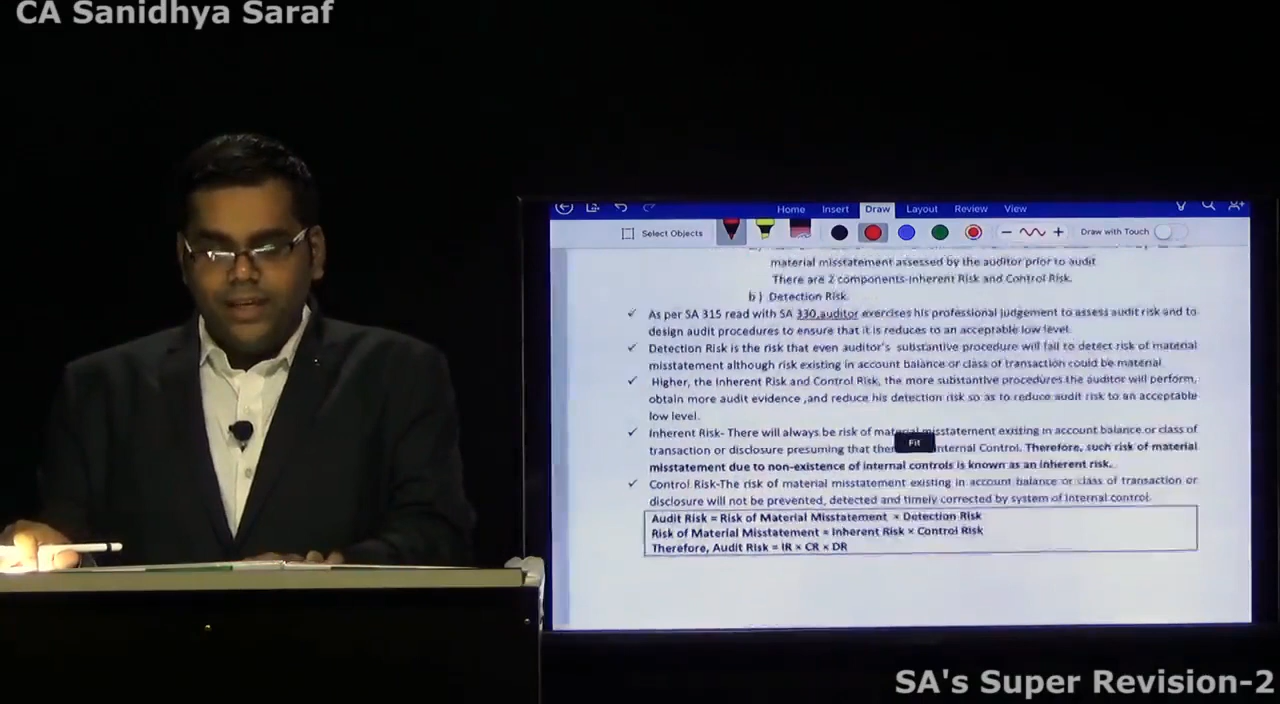 CA Sanidhya Saraf
Home Insert Draw Layout Review View
Select Objects
Draw with Touch
material misstatement assessed by the auditor prior to audit
There are 2 components-Inherent Risk and Control Risk.
b) Detection Risk
✓ As per SA 315 read with SA 330,auditor exercises his professional judgement to assess audit risk and to
design audit procedures to ensure that it is reduces to an acceptable low level.
✓ Detection Risk is the risk that even auditor's substantive procedure will fail to detect risk of material
misstatement although risk existing in account balance or class of transaction could be material.
✓ Higher, the Inherent Risk and Control Risk, the more substantive procedures the auditor will perform,
obtain more audit evidence ,and reduce his detection risk so as to reduce audit risk to an acceptable
low level.
✓ Inherent Risk- There will always be risk of material misstatement existing in account balance or class of
transaction or disclosure presuming that Fit Internal Control. Therefore, such risk of material
misstatement due to non-existence of internal controls is known as an inherent risk.
✓ Control Risk-The risk of material misstatement existing in account balance or class of transaction or
disclosure will not be prevented, detected and timely corrected by system of internal control.
Audit Risk = Risk of Material Misstatement × Detection Risk
Risk of Material Misstatement = Inherent Risk × Control Risk
Therefore, Audit Risk = IR × CR × DR
SA's Super Revision-2